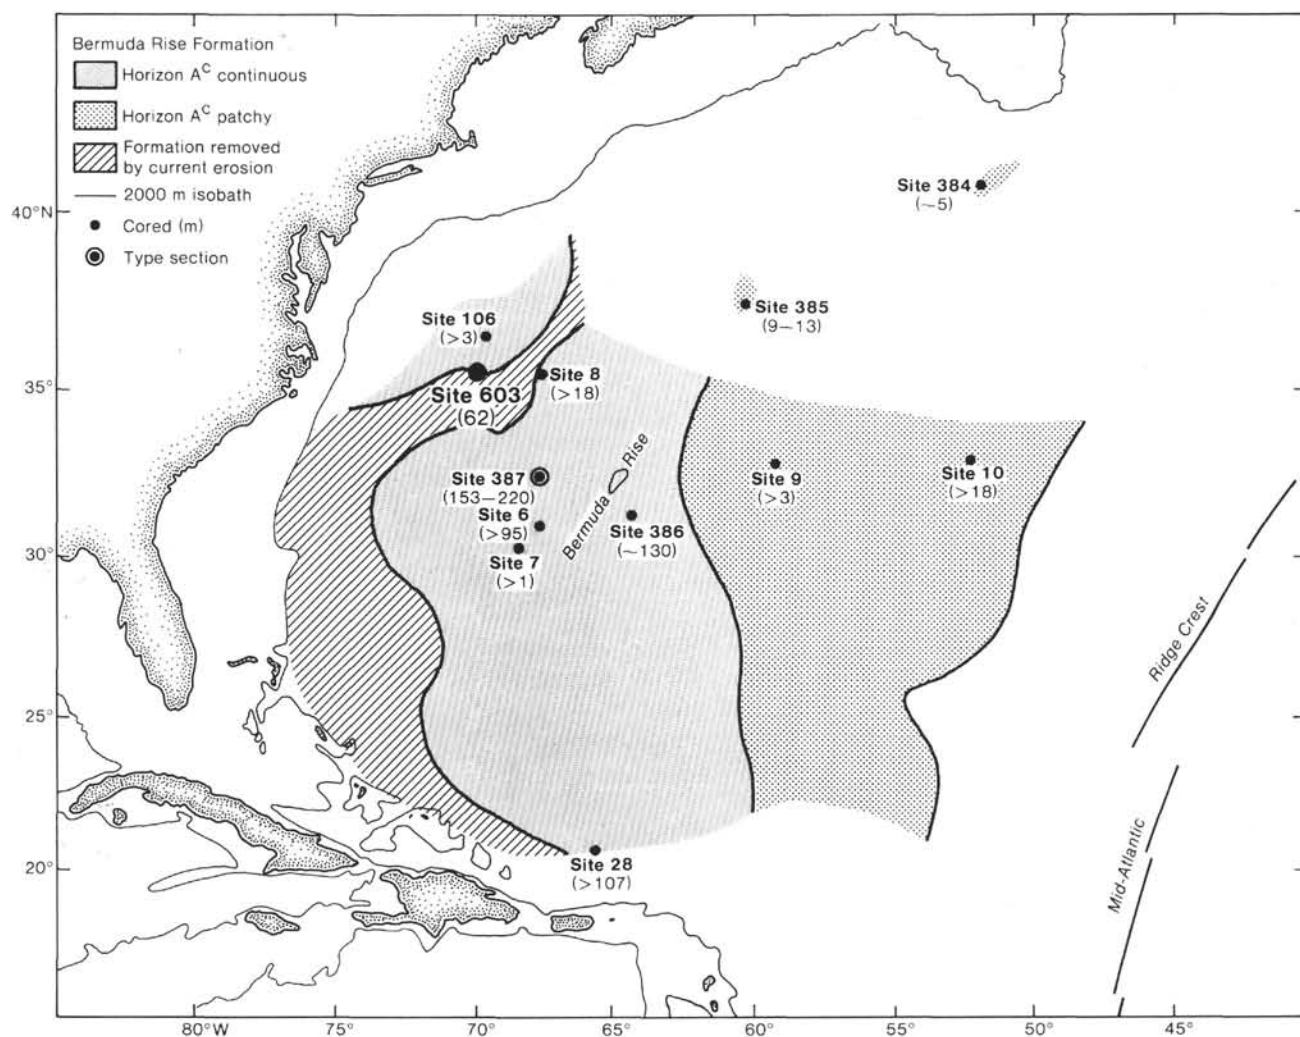 Bermuda Rise Formation
Horizon Aᶜ continuous
Horizon Aᶜ patchy
Formation removed
by current erosion
2000 m isobath
Cored (m)
Type section
40°N
35°
30°
25°
20°
Site 384
(~5)
Site 385
(9–13)
Site 106
(>3)
Site 603
(62)
Site 8
(>18)
Site 387
(153–220)
Site 6
(>95)
Site 7
(>1)
Bermuda Rise
Site 386
(~130)
Site 9
(>3)
Site 10
(>18)
Site 28
(>107)
Ridge Crest
Mid-Atlantic
80°W
75°
70°
65°
60°
55°
50°
45°